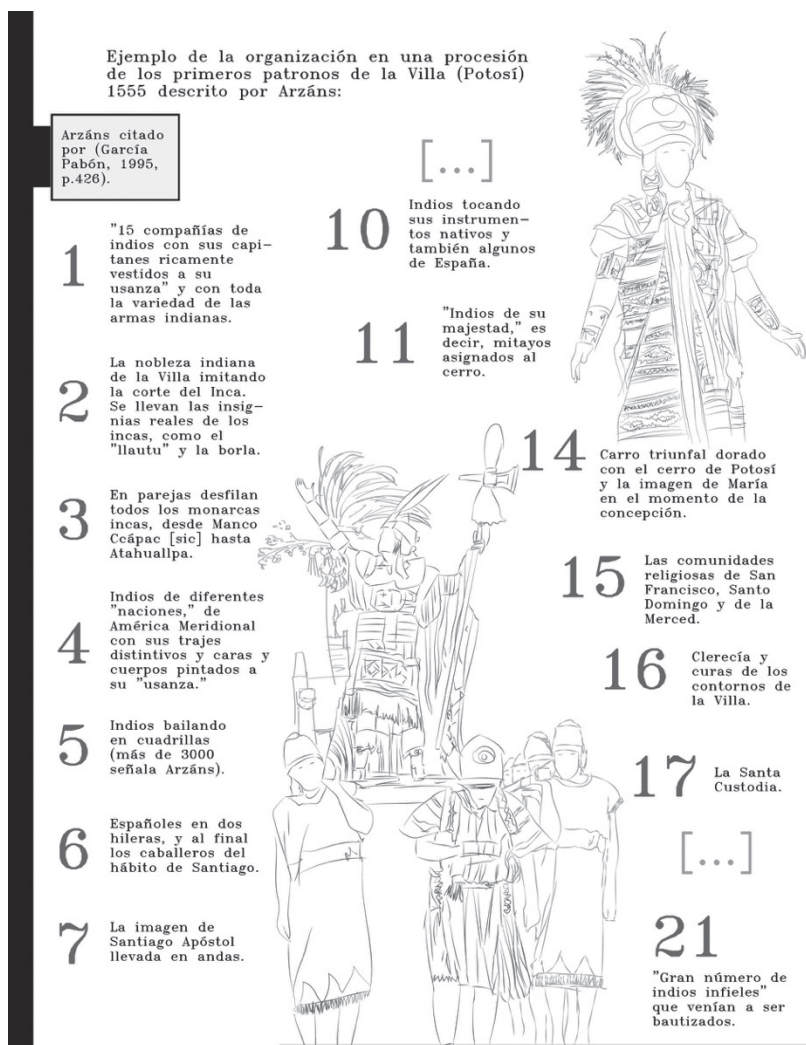 Ejemplo de la organización en una procesión
de los primeros patronos de la Villa (Potosí)
1555 descrito por Arzáns:
Arzáns citado
por (García
Pabón, 1995,
p.426).
1
"15 compañías de
indios con sus capi-
tanes ricamente
vestidos a su
usanza" y con toda
la variedad de las
armas indianas.
2
La nobleza indiana
de la Villa imitando
la corte del Inca.
Se llevan las insig-
nias reales de los
incas, como el
"llautu" y la borla.
3
En parejas desfilan
todos los monarcas
incas, desde Manco
Ccápac [sic] hasta
Atahuallpa.
4
Indios de diferentes
"naciones," de
América Meridional
con sus trajes
distintivos y caras y
cuerpos pintados a
su "usanza."
5
Indios bailando
en cuadrillas
(más de 3000
señala Arzáns).
6
Españoles en dos
hileras, y al final
los caballeros del
hábito de Santiago.
7
La imagen de
Santiago Apóstol
llevada en andas.
[...]
10
Indios tocando
sus instrumen-
tos nativos y
también algunos
de España.
11
"Indios de su
majestad," es
decir, mitayos
asignados al
cerro.
14
Carro triunfal dorado
con el cerro de Potosí
y la imagen de María
en el momento de la
concepción.
15
Las comunidades
religiosas de San
Francisco, Santo
Domingo y de la
Merced.
16
Clerecía y
curas de los
contornos de
la Villa.
17
La Santa
Custodia.
[...]
21
"Gran número de
indios infieles"
que venían a ser
bautizados.